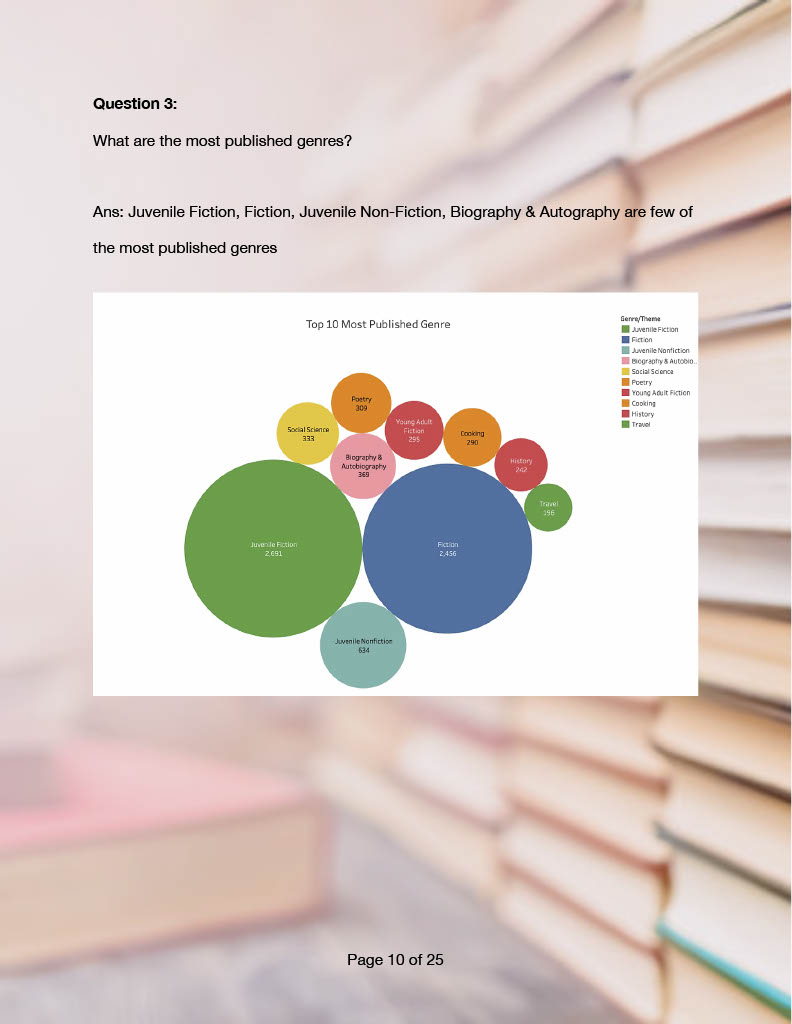 Question 3:
What are the most published genres?
Ans: Juvenile Fiction, Fiction, Juvenile Non-Fiction, Biography & Autography are few of
the most published genres
Top 10 Most Published Genre
Genre/Theme
Juvenile Fiction
Fiction
Juvenile Nonfiction
Biography & Autobio..
Social Science
Poetry
Young Adult Fiction
Cooking
History
Travel
Poetry
309
Social Science
333
Young Adult
Fiction
295
Cooking
290
Biography &
Autobiography
369
History
242
Travel
196
Juvenile Fiction
2,691
Fiction
2,456
Juvenile Nonfiction
634
Page 10 of 25